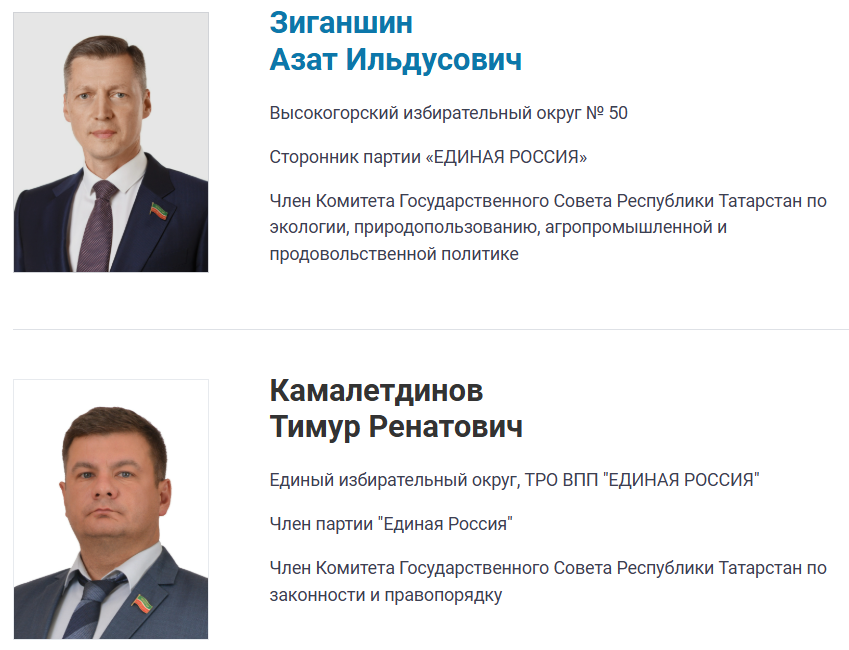 Зиганшин
Азат Ильдусович
Высокогорский избирательный округ № 50
Сторонник партии «ЕДИНАЯ РОССИЯ»
Член Комитета Государственного Совета Республики Татарстан по
экологии, природопользованию, агропромышленной и
продовольственной политике
Камалетдинов
Тимур Ренатович
Единый избирательный округ, ТРО ВПП "ЕДИНАЯ РОССИЯ"
Член партии "Единая Россия"
Член Комитета Государственного Совета Республики Татарстан по
законности и правопорядку